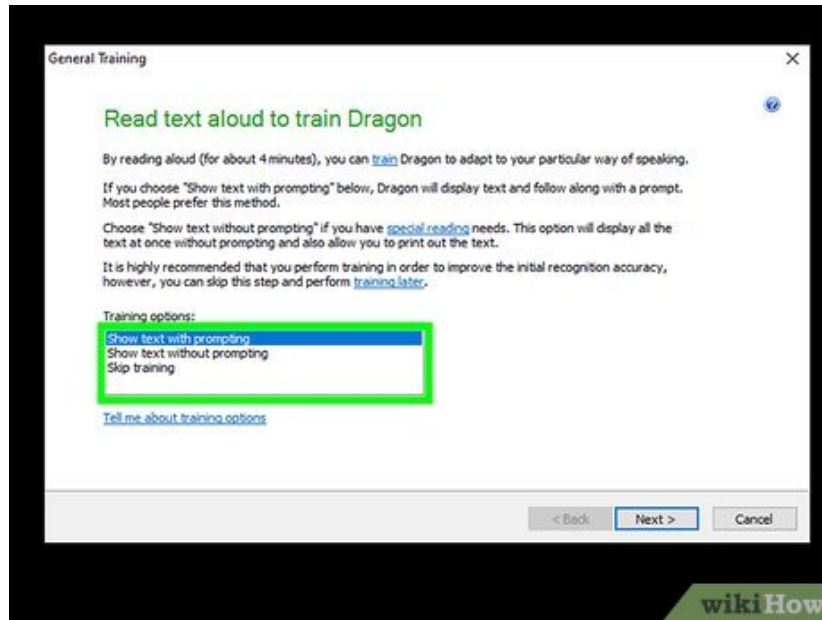 General Training
Read text aloud to train Dragon
By reading aloud (for about 4 minutes), you can train Dragon to adapt to your particular way of speaking.
If you choose "Show text with prompting" below, Dragon will display text and follow along with a prompt.
Most people prefer this method.
Choose "Show text without prompting" if you have special reading needs. This option will display all the
text at once without prompting and also allow you to print out the text.
It is highly recommended that you perform training in order to improve the initial recognition accuracy,
however, you can skip this step and perform training later.
Training options:
Show text with prompting
Show text without prompting
Skip training
Tell me about training options
< Back Next > Cancel
wikiHow